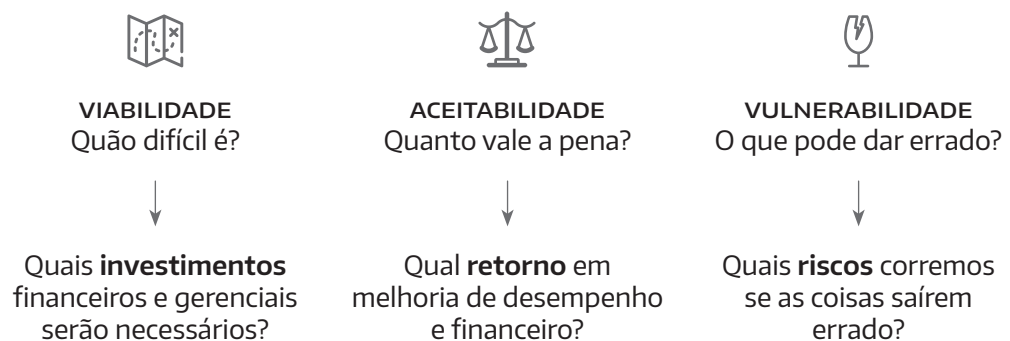 VIABILIDADE
Quão difícil é?
Quais investimentos
financeiros e gerenciais
serão necessários?
ACEITABILIDADE
Quanto vale a pena?
Qual retorno em
melhoria de desempenho
e financeiro?
VULNERABILIDADE
O que pode dar errado?
Quais riscos corremos
se as coisas saírem
errado?